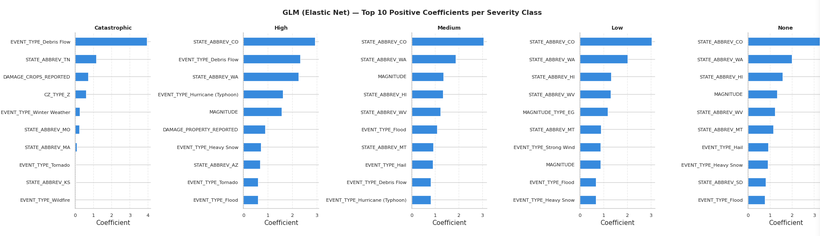 GLM (Elastic Net) — Top 10 Positive Coefficients per Severity Class
Catastrophic
EVENT_TYPE_Debris Flow
STATE_ABBREV_TN
DAMAGE_CROPS_REPORTED
CZ_TYPE_Z
EVENT_TYPE_Winter Weather
STATE_ABBREV_MO
STATE_ABBREV_MA
EVENT_TYPE_Tornado
STATE_ABBREV_KS
EVENT_TYPE_Wildfire
0 1 2 3 4
Coefficient
High
STATE_ABBREV_CO
EVENT_TYPE_Debris Flow
STATE_ABBREV_WA
EVENT_TYPE_Hurricane (Typhoon)
MAGNITUDE
DAMAGE_PROPERTY_REPORTED
EVENT_TYPE_Heavy Snow
STATE_ABBREV_AZ
EVENT_TYPE_Tornado
EVENT_TYPE_Flood
0 1 2 3
Coefficient
Medium
STATE_ABBREV_CO
STATE_ABBREV_WA
MAGNITUDE
STATE_ABBREV_HI
STATE_ABBREV_WV
EVENT_TYPE_Flood
STATE_ABBREV_MT
EVENT_TYPE_Hail
EVENT_TYPE_Debris Flow
EVENT_TYPE_Hurricane (Typhoon)
0 1 2 3
Coefficient
Low
STATE_ABBREV_CO
STATE_ABBREV_WA
STATE_ABBREV_HI
STATE_ABBREV_WV
MAGNITUDE_TYPE_EG
STATE_ABBREV_MT
EVENT_TYPE_Strong Wind
MAGNITUDE
EVENT_TYPE_Flood
EVENT_TYPE_Heavy Snow
0 1 2 3
Coefficient
None
STATE_ABBREV_CO
STATE_ABBREV_WA
STATE_ABBREV_HI
MAGNITUDE
STATE_ABBREV_WV
STATE_ABBREV_MT
EVENT_TYPE_Hail
EVENT_TYPE_Heavy Snow
STATE_ABBREV_SD
EVENT_TYPE_Flood
0 1 2 3
Coefficient